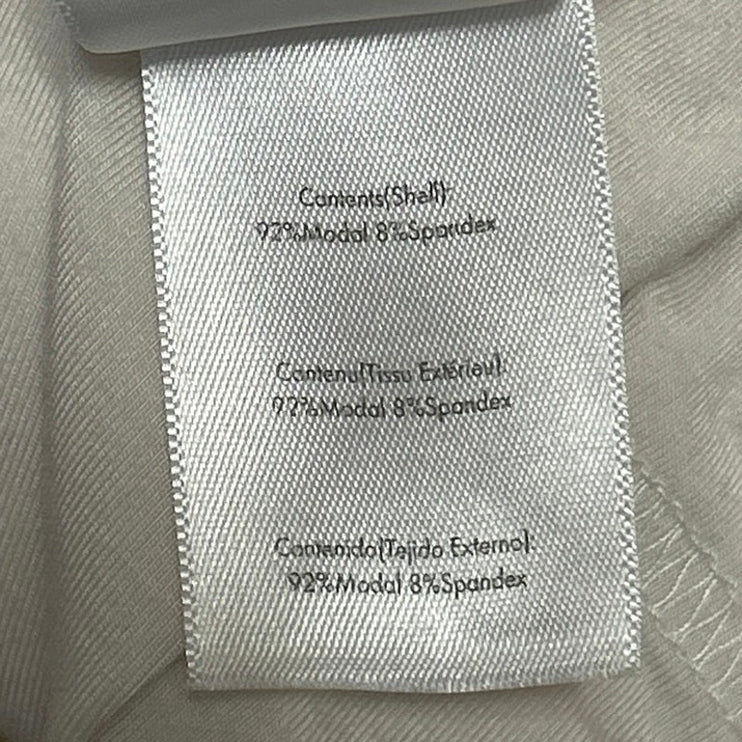 Contents(Shell):
92%Modal 8%Spandex
Contenu(Tissu Extérieu):
92%Modal 8%Spandex
Contenido(Tejido Externo):
92%Modal 8%Spandex